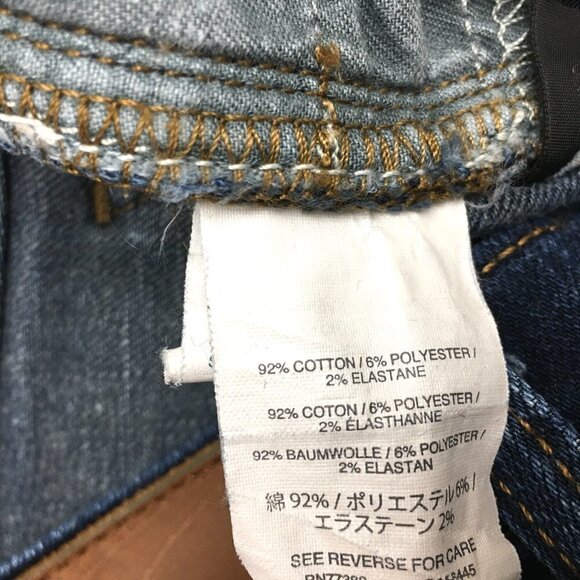 92% COTTON / 6% POLYESTER /
2% ELASTANE
92% COTON / 6% POLYESTER /
2% ÉLASTHANNE
92% BAUMWOLLE / 6% POLYESTER /
2% ELASTAN
綿 92% / ポリエステル 6% /
エラステーン 2%
SEE REVERSE FOR CARE